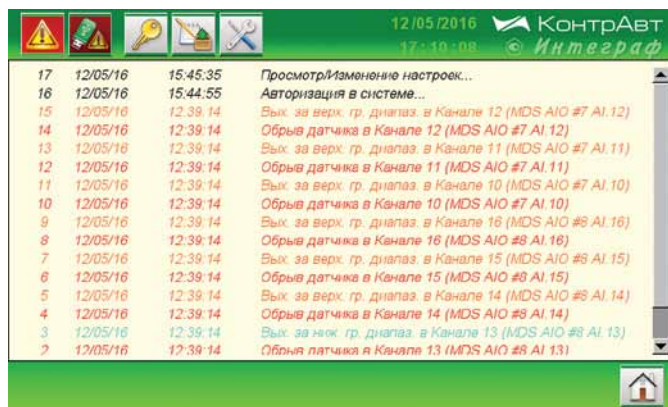 12/05/2016 КонтрАвт
17:10:08 © Интеграф
17 12/05/16 15:45:35 Просмотр/Изменение настроек...
16 12/05/16 15:44:55 Авторизация в системе...
15 12/05/16 12:39:14 Вых. за верх. гр. диапаз. в Канале 12 (MDS AIO #7 AI.12)
14 12/05/16 12:39:14 Обрыв датчика в Канале 12 (MDS AIO #7 AI.12)
13 12/05/16 12:39:14 Вых. за верх. гр. диапаз. в Канале 11 (MDS AIO #7 AI.11)
12 12/05/16 12:39:14 Обрыв датчика в Канале 11 (MDS AIO #7 AI.11)
11 12/05/16 12:39:14 Вых. за верх. гр. диапаз. в Канале 10 (MDS AIO #7 AI.10)
10 12/05/16 12:39:14 Обрыв датчика в Канале 10 (MDS AIO #7 AI.10)
9 12/05/16 12:39:14 Вых. за верх. гр. диапаз. в Канале 16 (MDS AIO #8 AI.16)
8 12/05/16 12:39:14 Обрыв датчика в Канале 16 (MDS AIO #8 AI.16)
7 12/05/16 12:39:14 Вых. за верх. гр. диапаз. в Канале 15 (MDS AIO #8 AI.15)
6 12/05/16 12:39:14 Обрыв датчика в Канале 15 (MDS AIO #8 AI.15)
5 12/05/16 12:39:14 Вых. за верх. гр. диапаз. в Канале 14 (MDS AIO #8 AI.14)
4 12/05/16 12:39:14 Обрыв датчика в Канале 14 (MDS AIO #8 AI.14)
3 12/05/16 12:39:14 Вых. за ниж. гр. диапаз. в Канале 13 (MDS AIO #8 AI.13)
2 12/05/16 12:39:14 Обрыв датчика в Канале 13 (MDS AIO #8 AI.13)